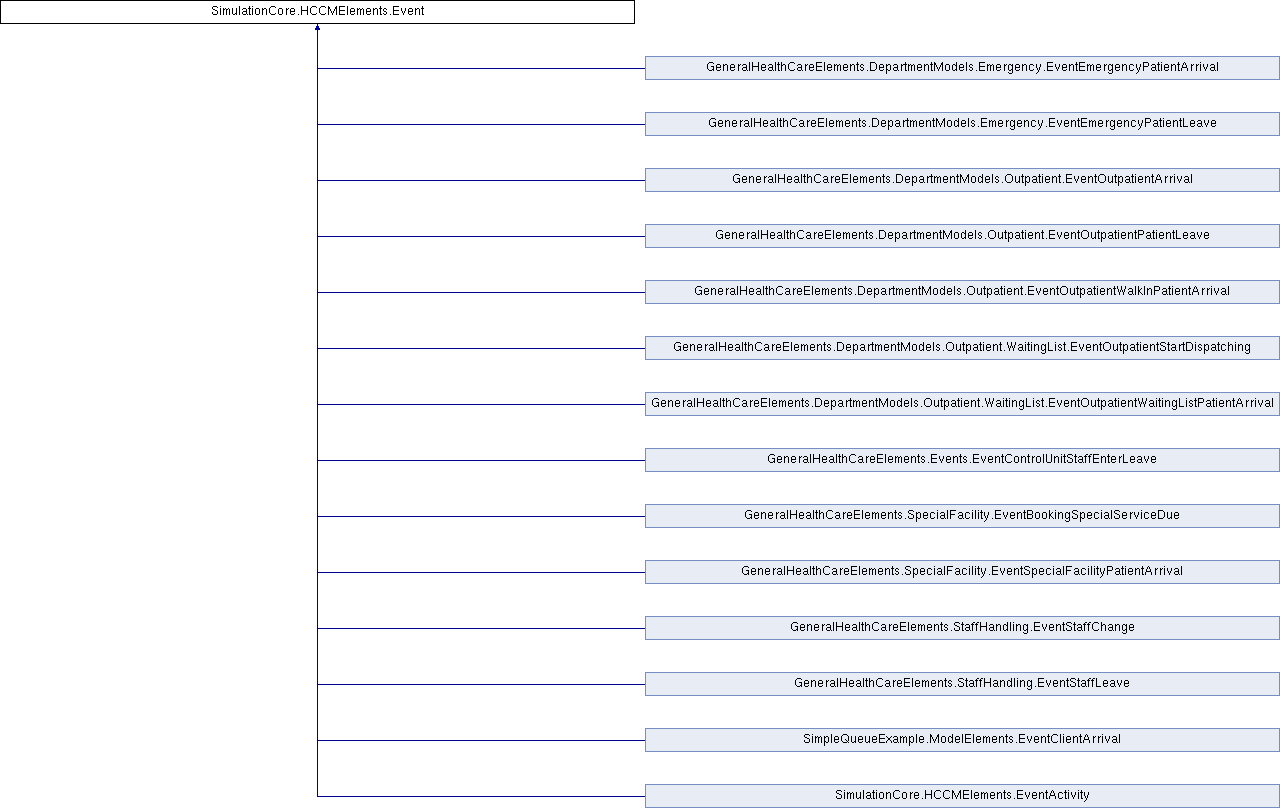 SimulationCore.HCCMElements.Event
GeneralHealthCareElements.DepartmentModels.Emergency.EventEmergencyPatientArrival
GeneralHealthCareElements.DepartmentModels.Emergency.EventEmergencyPatientLeave
GeneralHealthCareElements.DepartmentModels.Outpatient.EventOutpatientArrival
GeneralHealthCareElements.DepartmentModels.Outpatient.EventOutpatientPatientLeave
GeneralHealthCareElements.DepartmentModels.Outpatient.EventOutpatientWalkInPatientArrival
GeneralHealthCareElements.DepartmentModels.Outpatient.WaitingList.EventOutpatientStartDispatching
GeneralHealthCareElements.DepartmentModels.Outpatient.WaitingList.EventOutpatientWaitingListPatientArrival
GeneralHealthCareElements.Events.EventControlUnitStaffEnterLeave
GeneralHealthCareElements.SpecialFacility.EventBookingSpecialServiceDue
GeneralHealthCareElements.SpecialFacility.EventSpecialFacilityPatientArrival
GeneralHealthCareElements.StaffHandling.EventStaffChange
GeneralHealthCareElements.StaffHandling.EventStaffLeave
SimpleQueueExample.ModelElements.EventClientArrival
SimulationCore.HCCMElements.EventActivity